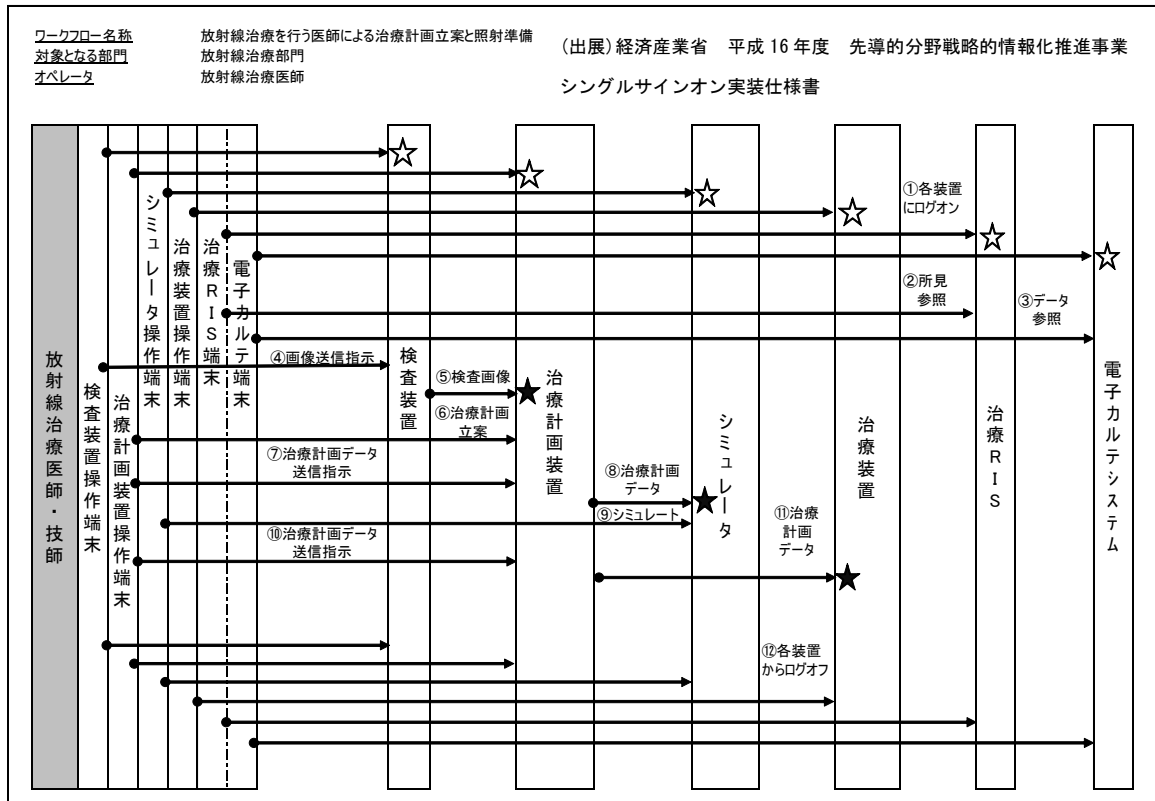 ワークフロー名称 放射線治療を行う医師による治療計画立案と照射準備
対象となる部門 放射線治療部門
オペレータ 放射線治療医師
(出展)経済産業省 平成16年度 先導的分野戦略的情報化推進事業
シングルサインオン実装仕様書
放射線治療医師・技師
検査装置操作端末
治療計画装置操作端末
シミュレータ操作端末
治療装置操作端末
治療RIS端末
電子カルテ端末
検査装置
治療計画装置
シミュレータ
治療装置
治療RIS
電子カルテシステム
①各装置
にログオン
②所見
参照
③データ
参照
④画像送信指示
⑤検査画像
⑥治療計画
立案
⑦治療計画データ
送信指示
⑧治療計画
データ
⑨シミュレート
⑩治療計画データ
送信指示
⑪治療
計画
データ
⑫各装置
からログオフ